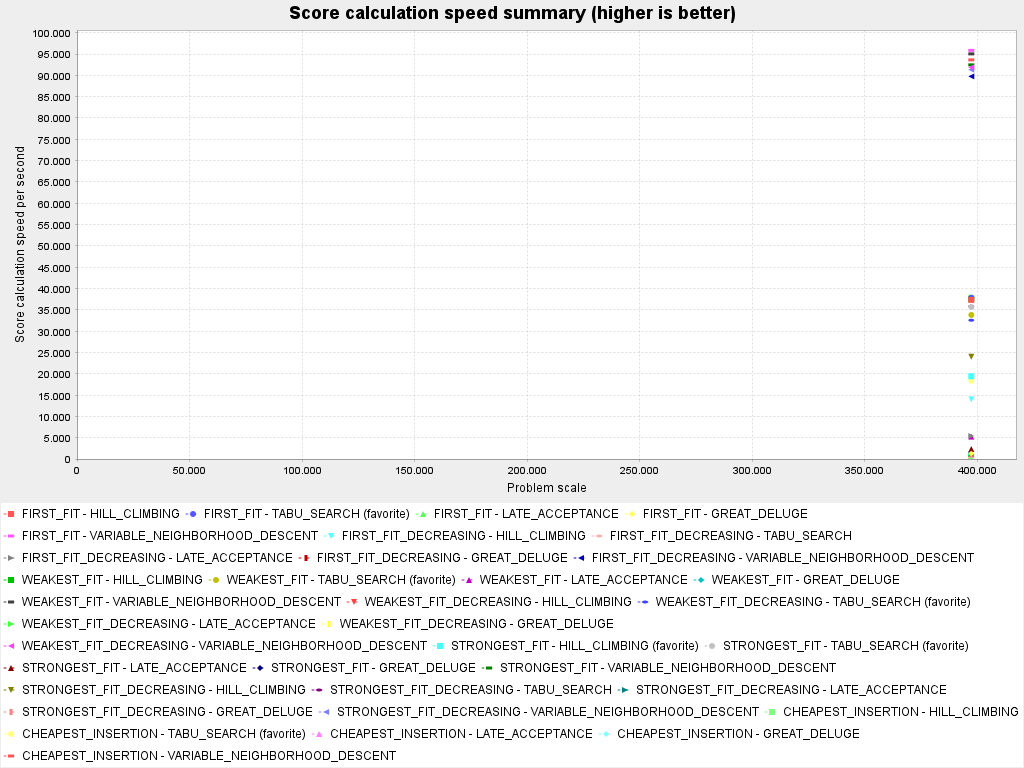 Score calculation speed summary (higher is better)
100.000
95.000
90.000
85.000
80.000
75.000
70.000
65.000
60.000
55.000
50.000
45.000
40.000
35.000
30.000
25.000
20.000
15.000
10.000
5.000
0
Score calculation speed per second
0 50.000 100.000 150.000 200.000 250.000 300.000 350.000 400.000
Problem scale
FIRST_FIT - HILL_CLIMBING FIRST_FIT - TABU_SEARCH (favorite) FIRST_FIT - LATE_ACCEPTANCE FIRST_FIT - GREAT_DELUGE
FIRST_FIT - VARIABLE_NEIGHBORHOOD_DESCENT FIRST_FIT_DECREASING - HILL_CLIMBING FIRST_FIT_DECREASING - TABU_SEARCH
FIRST_FIT_DECREASING - LATE_ACCEPTANCE FIRST_FIT_DECREASING - GREAT_DELUGE FIRST_FIT_DECREASING - VARIABLE_NEIGHBORHOOD_DESCENT
WEAKEST_FIT - HILL_CLIMBING WEAKEST_FIT - TABU_SEARCH (favorite) WEAKEST_FIT - LATE_ACCEPTANCE WEAKEST_FIT - GREAT_DELUGE
WEAKEST_FIT - VARIABLE_NEIGHBORHOOD_DESCENT WEAKEST_FIT_DECREASING - HILL_CLIMBING WEAKEST_FIT_DECREASING - TABU_SEARCH (favorite)
WEAKEST_FIT_DECREASING - LATE_ACCEPTANCE WEAKEST_FIT_DECREASING - GREAT_DELUGE
WEAKEST_FIT_DECREASING - VARIABLE_NEIGHBORHOOD_DESCENT STRONGEST_FIT - HILL_CLIMBING (favorite) STRONGEST_FIT - TABU_SEARCH (favorite)
STRONGEST_FIT - LATE_ACCEPTANCE STRONGEST_FIT - GREAT_DELUGE STRONGEST_FIT - VARIABLE_NEIGHBORHOOD_DESCENT
STRONGEST_FIT_DECREASING - HILL_CLIMBING STRONGEST_FIT_DECREASING - TABU_SEARCH STRONGEST_FIT_DECREASING - LATE_ACCEPTANCE
STRONGEST_FIT_DECREASING - GREAT_DELUGE STRONGEST_FIT_DECREASING - VARIABLE_NEIGHBORHOOD_DESCENT CHEAPEST_INSERTION - HILL_CLIMBING
CHEAPEST_INSERTION - TABU_SEARCH (favorite) CHEAPEST_INSERTION - LATE_ACCEPTANCE CHEAPEST_INSERTION - GREAT_DELUGE
CHEAPEST_INSERTION - VARIABLE_NEIGHBORHOOD_DESCENT